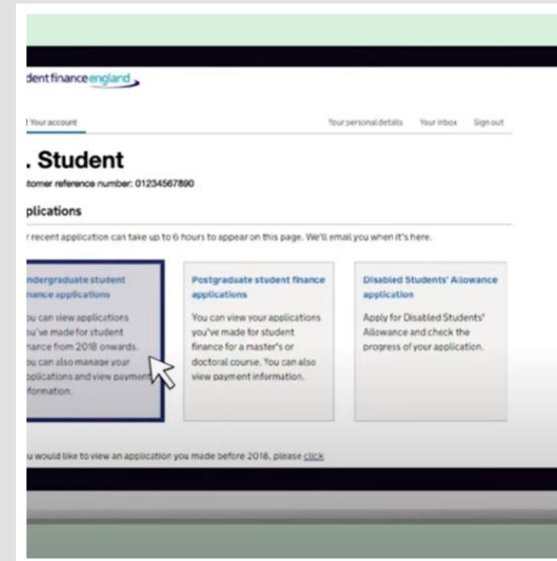 dentfinance england
Your account
Your personal details Your inbox Sign out
. Student
tomer reference number: 01234567890
plications
r recent application can take up to 6 hours to appear on this page. We'll email you when it's here.
ndergraduate student
nance applications
ou can view applications
ou've made for student
nance from 2018 onwards.
ou can also manage your
pplications and view payment
formation.
Postgraduate student finance
applications
You can view your applications
you've made for student
finance for a master's or
doctoral course. You can also
view payment information.
Disabled Students' Allowance
application
Apply for Disabled Students'
Allowance and check the
progress of your application.
u would like to view an application you made before 2018, please click